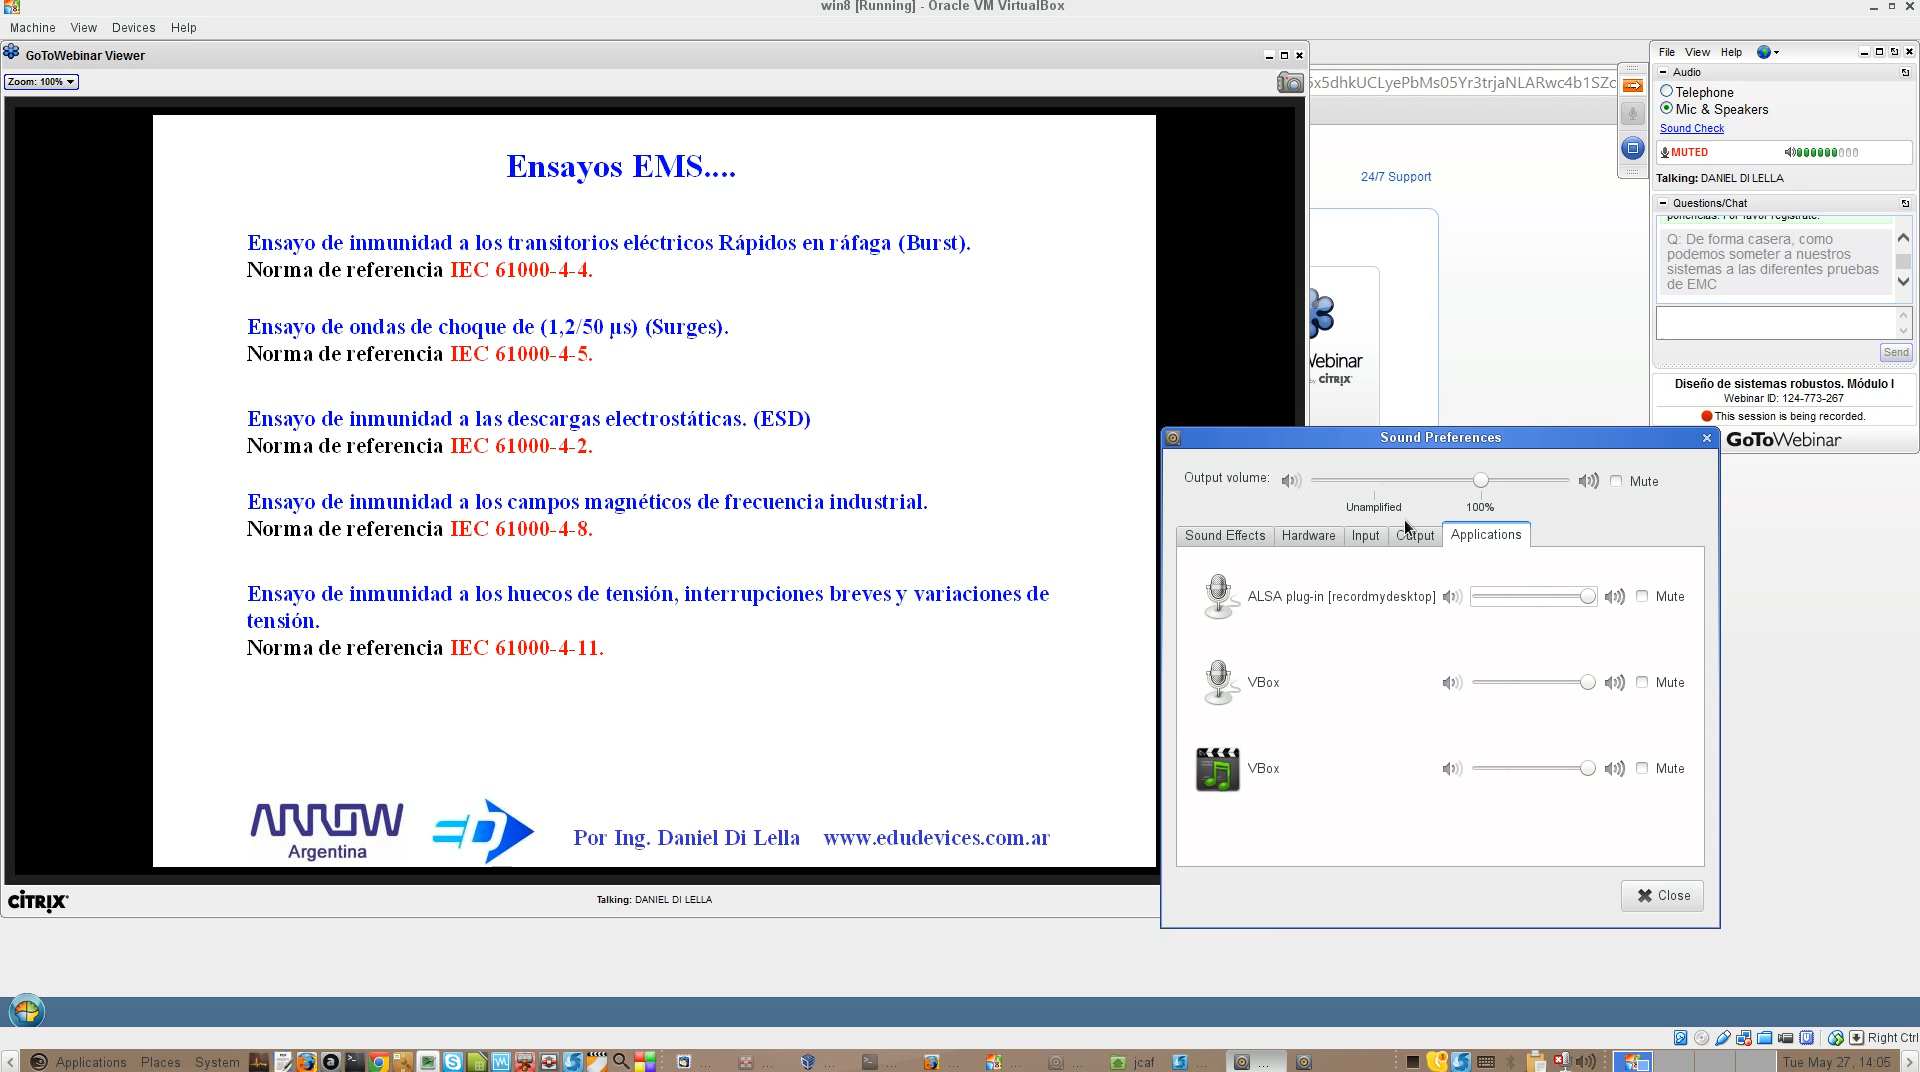 win8 [Running] - Oracle VM VirtualBox
Machine View Devices Help
GoToWebinar Viewer
Zoom: 100%
Ensayos EMS....
Ensayo de inmunidad a los transitorios eléctricos Rápidos en ráfaga (Burst).
Norma de referencia IEC 61000-4-4.
Ensayo de ondas de choque de (1,2/50 µs) (Surges).
Norma de referencia IEC 61000-4-5.
Ensayo de inmunidad a las descargas electrostáticas. (ESD)
Norma de referencia IEC 61000-4-2.
Ensayo de inmunidad a los campos magnéticos de frecuencia industrial.
Norma de referencia IEC 61000-4-8.
Ensayo de inmunidad a los huecos de tensión, interrupciones breves y variaciones de
tensión.
Norma de referencia IEC 61000-4-11.
ARROW
Argentina
Por Ing. Daniel Di Lella www.edudevices.com.ar
CITRIX
Talking: DANIEL DI LELLA
24/7 Support
Webinar
by CITRIX
File View Help
Audio
Telephone
Mic & Speakers
Sound Check
MUTED
Talking: DANIEL DI LELLA
Questions/Chat
ponencias. Por favor regístrate.
Q: De forma casera, como
podemos someter a nuestros
sistemas a las diferentes pruebas
de EMC
Send
Diseño de sistemas robustos. Módulo I
Webinar ID: 124-773-267
This session is being recorded.
GoToWebinar
Sound Preferences
Output volume:
Mute
Unamplified 100%
Sound Effects Hardware Input Output Applications
ALSA plug-in [recordmydesktop] Mute
VBox Mute
VBox Mute
Close
Right Ctrl
Applications Places System
jcaf
Tue May 27, 14:05